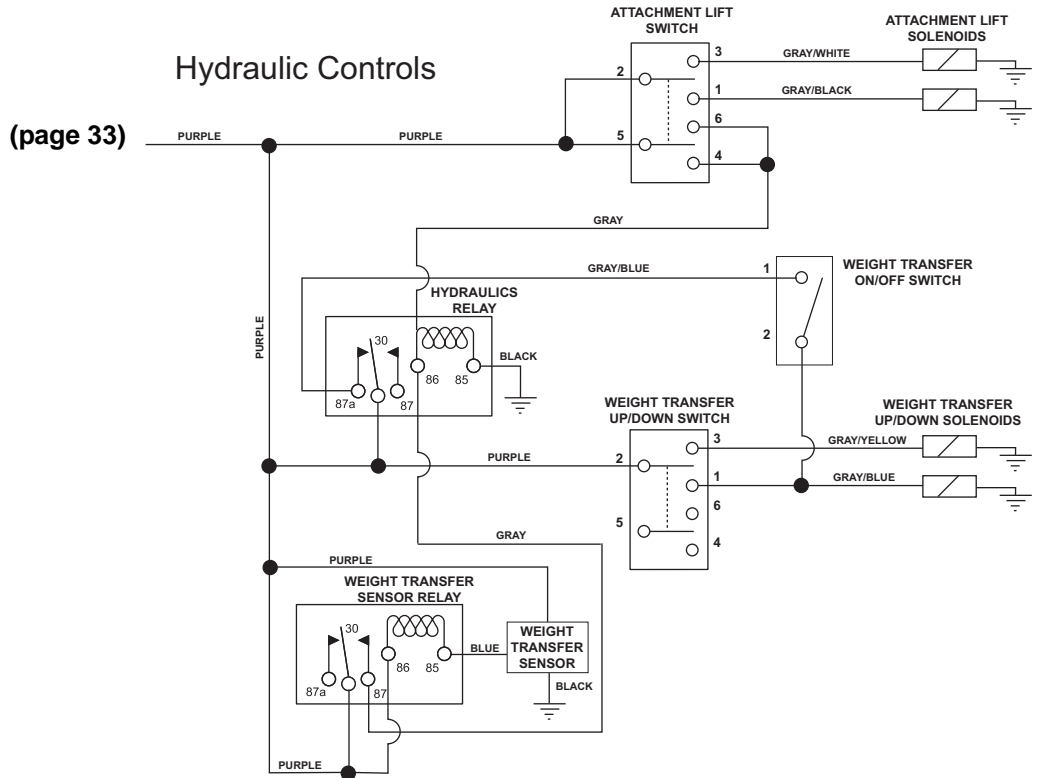 Hydraulic Controls
(page 33)
PURPLE
PURPLE
ATTACHMENT LIFT
SWITCH
2
5
3
1
6
4
GRAY/WHITE
GRAY/BLACK
ATTACHMENT LIFT
SOLENOIDS
GRAY
GRAY/BLUE
1
2
WEIGHT TRANSFER
ON/OFF SWITCH
PURPLE
HYDRAULICS
RELAY
30
87a
87
86
85
BLACK
WEIGHT TRANSFER
UP/DOWN SWITCH
PURPLE
2
5
3
1
6
4
GRAY/YELLOW
GRAY/BLUE
WEIGHT TRANSFER
UP/DOWN SOLENOIDS
GRAY
PURPLE
WEIGHT TRANSFER
SENSOR RELAY
30
87a
87
86
85
BLUE
WEIGHT
TRANSFER
SENSOR
BLACK
PURPLE